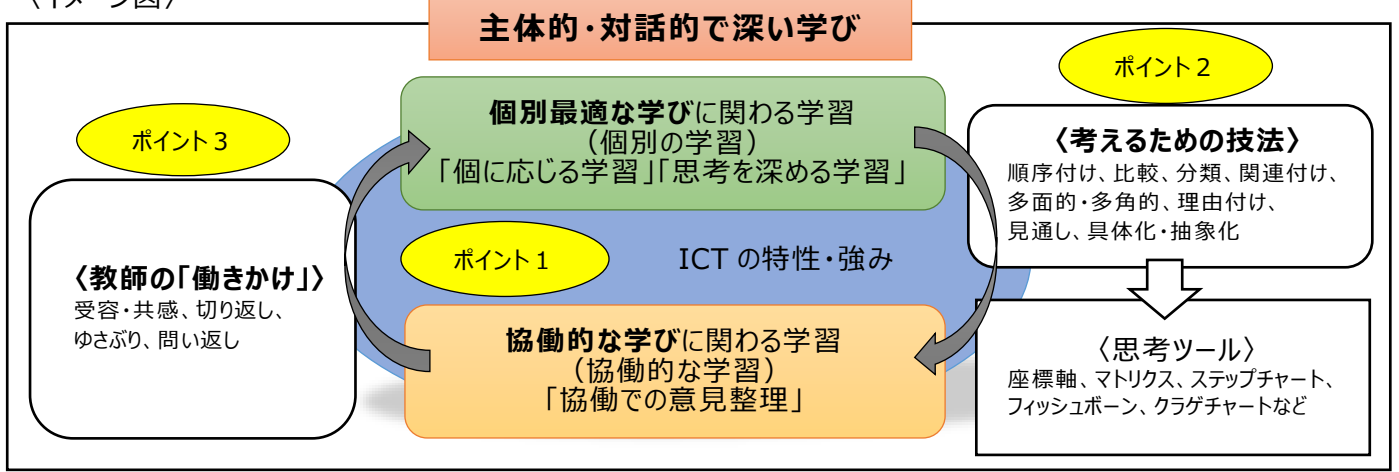 〈イメージ図〉
主体的・対話的で深い学び
ポイント２
ポイント３
個別最適な学びに関わる学習
（個別の学習）
「個に応じる学習」「思考を深める学習」
〈考えるための技法〉
順序付け、比較、分類、関連付け、
多面的・多角的、理由付け、
見通し、具体化・抽象化
ポイント１
ICT の特性・強み
〈教師の「働きかけ」〉
受容・共感、切り返し、
ゆさぶり、問い返し
協働的な学びに関わる学習
（協働的な学習）
「協働での意見整理」
〈思考ツール〉
座標軸、マトリクス、ステップチャート、
フィッシュボーン、クラゲチャートなど